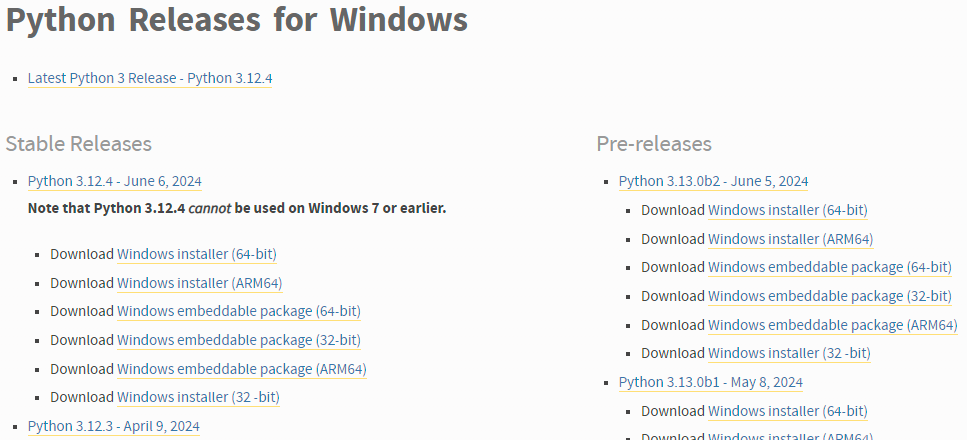 Python Releases for Windows
Latest Python 3 Release - Python 3.12.4
Stable Releases
Python 3.12.4 - June 6, 2024
Note that Python 3.12.4 cannot be used on Windows 7 or earlier.
Download Windows installer (64-bit)
Download Windows installer (ARM64)
Download Windows embeddable package (64-bit)
Download Windows embeddable package (32-bit)
Download Windows embeddable package (ARM64)
Download Windows installer (32 -bit)
Python 3.12.3 - April 9, 2024
Pre-releases
Python 3.13.0b2 - June 5, 2024
Download Windows installer (64-bit)
Download Windows installer (ARM64)
Download Windows embeddable package (64-bit)
Download Windows embeddable package (32-bit)
Download Windows embeddable package (ARM64)
Download Windows installer (32 -bit)
Python 3.13.0b1 - May 8, 2024
Download Windows installer (64-bit)
Download Windows installer (ARM64)